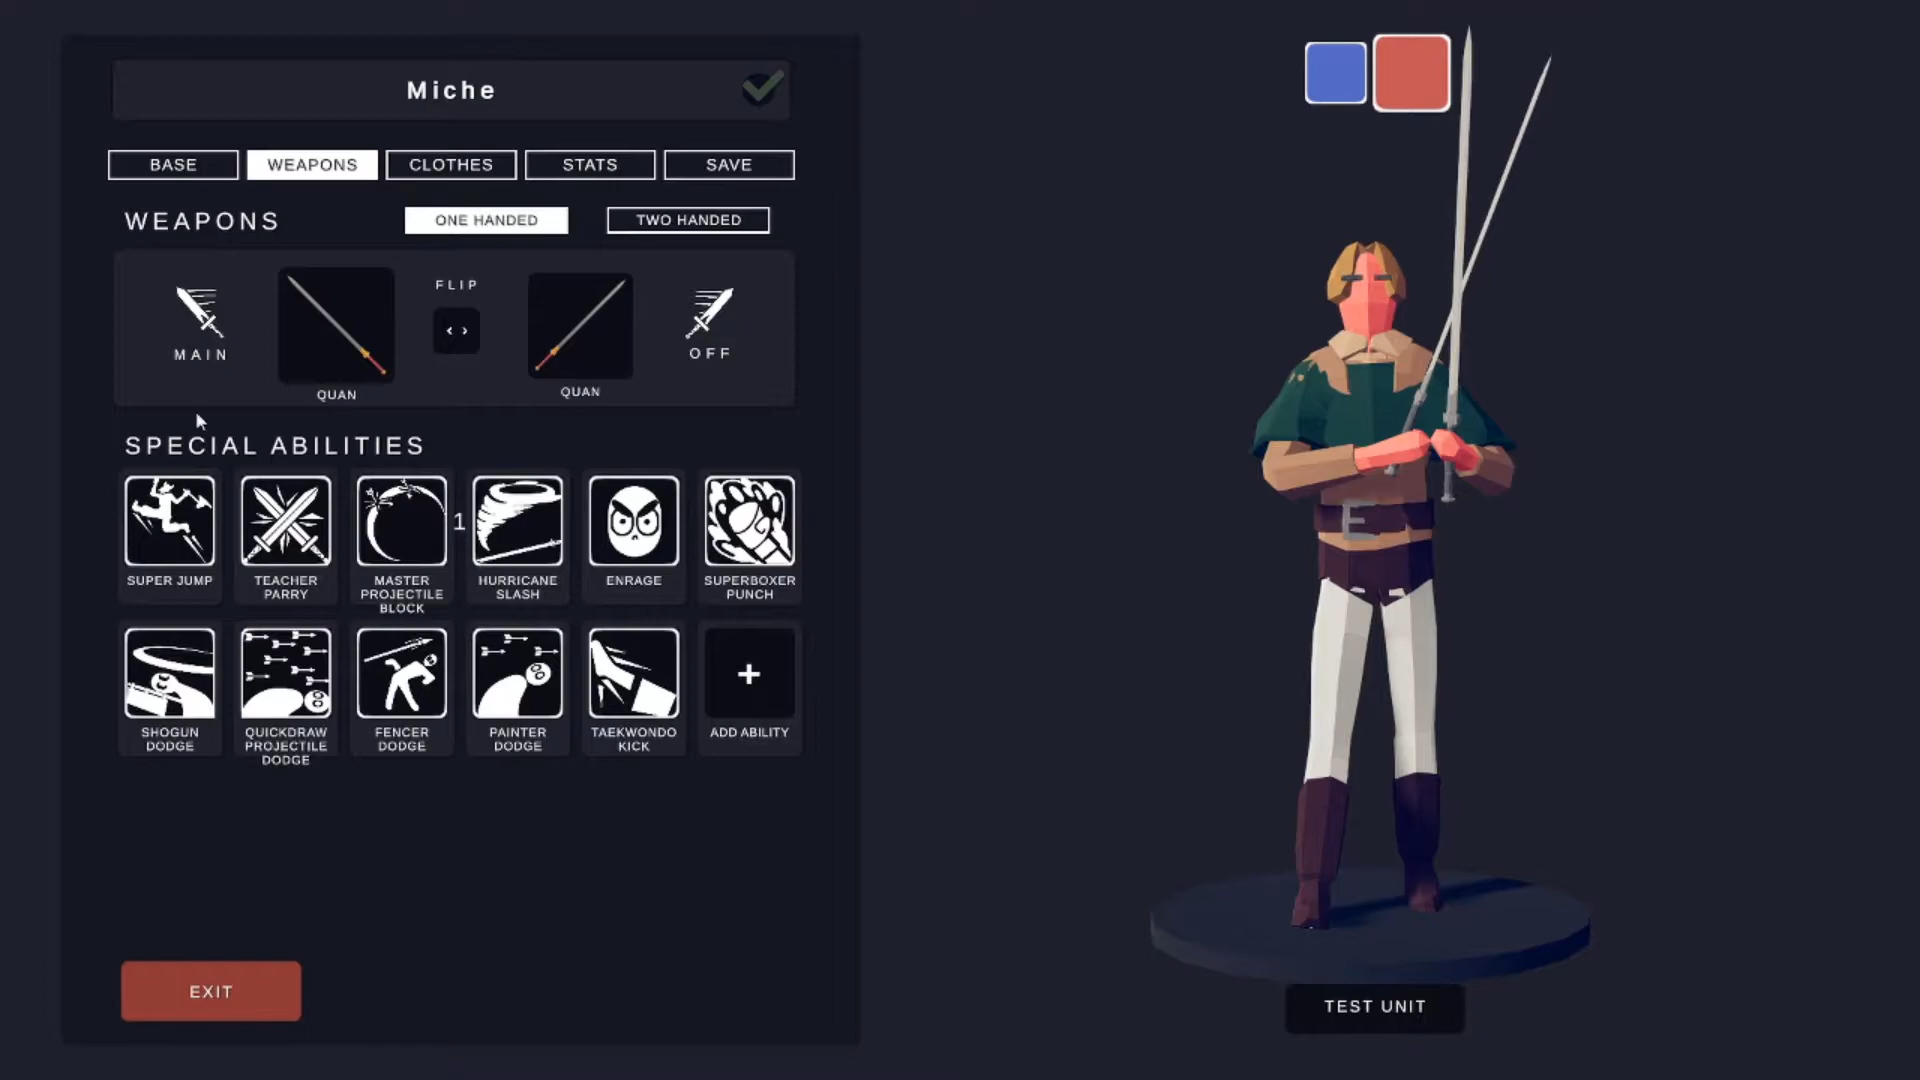 Miche
BASE
WEAPONS
CLOTHES
STATS
SAVE
WEAPONS
ONE HANDED
TWO HANDED
MAIN
QUAN
FLIP
< >
QUAN
OFF
SPECIAL ABILITIES
SUPER JUMP
TEACHER
PARRY
MASTER
PROJECTILE
BLOCK
1
HURRICANE
SLASH
ENRAGE
SUPERBOXER
PUNCH
SHOGUN
DODGE
QUICKDRAW
PROJECTILE
DODGE
FENCER
DODGE
PAINTER
DODGE
TAEKWONDO
KICK
+
ADD ABILITY
EXIT
TEST UNIT